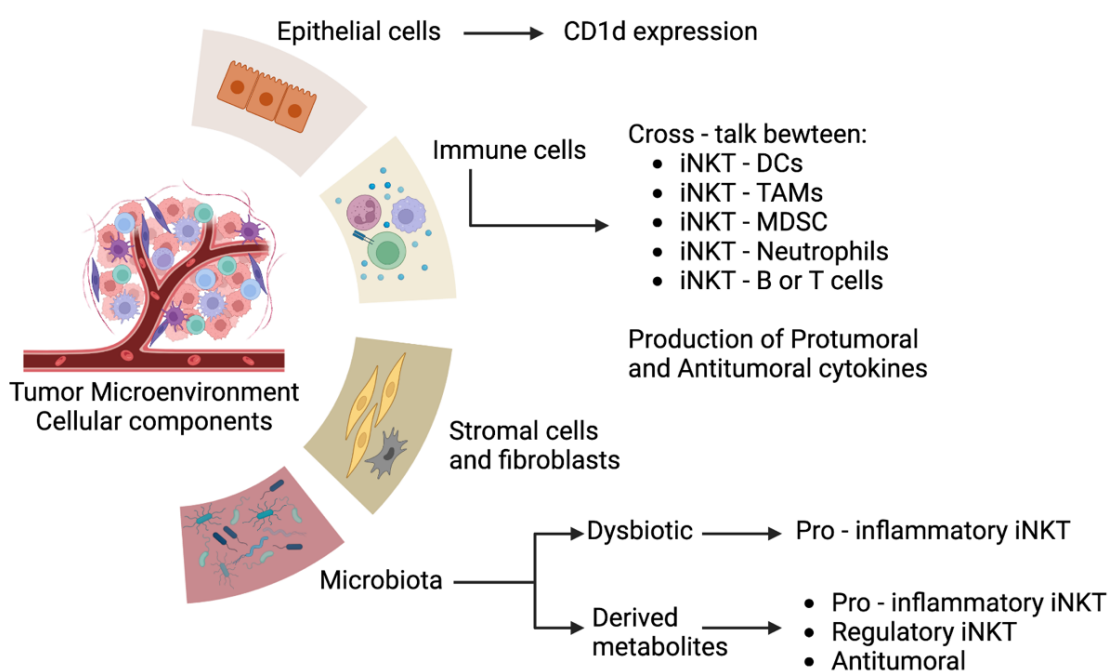 Epithelial cells
CD1d expression
Immune cells
Cross - talk bewteen:
• iNKT - DCs
• iNKT - TAMs
• iNKT - MDSC
• iNKT - Neutrophils
• iNKT - B or T cells
Production of Protumoral
and Antitumoral cytokines
Tumor Microenvironment
Cellular components
Stromal cells
and fibroblasts
Microbiota
Dysbiotic
Pro - inflammatory iNKT
Derived
metabolites
• Pro - inflammatory iNKT
• Regulatory iNKT
• Antitumoral